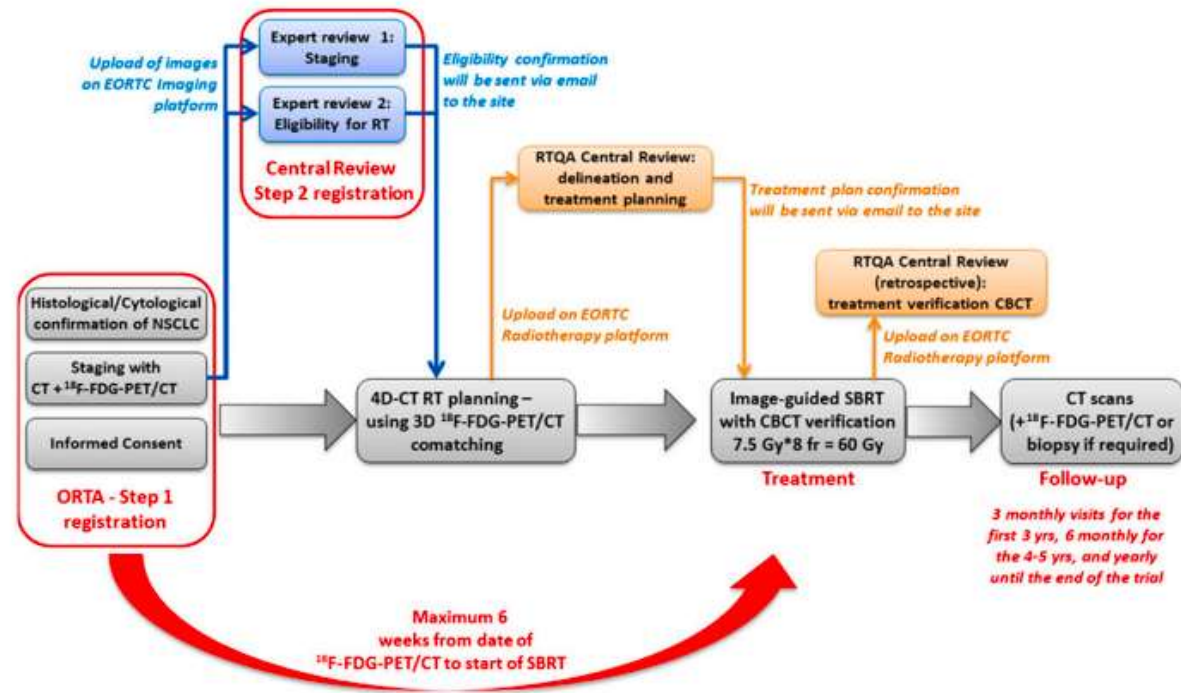 Upload of images
on EORTC Imaging
platform
Expert review 1:
Staging
Expert review 2:
Eligibility for RT
Central Review
Step 2 registration
Eligibility confirmation
will be sent via email
to the site
RTQA Central Review:
delineation and
treatment planning
Treatment plan confirmation
will be sent via email to the site
RTQA Central Review
(retrospective):
treatment verification CBCT
Upload on EORTC
Radiotherapy platform
Upload on EORTC
Radiotherapy platform
Histological/Cytological
confirmation of NSCLC
Staging with
CT +¹⁸F-FDG-PET/CT
Informed Consent
ORTA - Step 1
registration
4D-CT RT planning –
using 3D ¹⁸F-FDG-PET/CT
comatching
Image-guided SBRT
with CBCT verification
7.5 Gy*8 fr = 60 Gy
Treatment
CT scans
(+¹⁸F-FDG-PET/CT or
biopsy if required)
Follow-up
3 monthly visits for the
first 3 yrs, 6 monthly for
the 4-5 yrs, and yearly
until the end of the trial
Maximum 6
weeks from date of
¹⁸F-FDG-PET/CT to start of SBRT